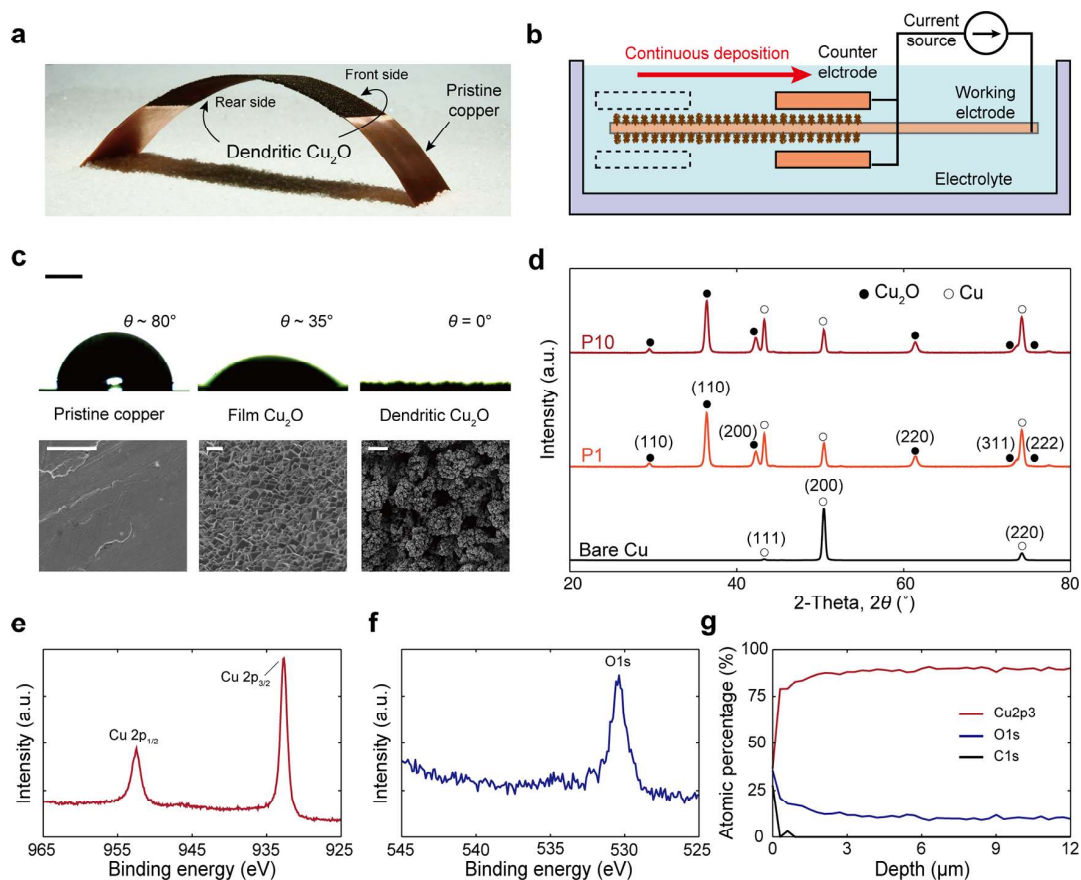 a
Rear side
Front side
Pristine
copper
Dendritic Cu₂O
b
Continuous deposition
Counter
elctrode
Current
source
Working
elctrode
Electrolyte
c
θ ~ 80°
θ ~ 35°
θ = 0°
Pristine copper
Film Cu₂O
Dendritic Cu₂O
d
Cu₂O
Cu
P10
(110)
(110)
(200)
(220)
(311)
(222)
P1
(200)
(111)
(220)
Bare Cu
Intensity (a.u.)
20
40
60
80
2-Theta, 2θ (°)
e
Cu 2p₃/₂
Cu 2p₁/₂
Intensity (a.u.)
965
955
945
935
925
Binding energy (eV)
f
O1s
Intensity (a.u.)
545
540
535
530
525
Binding energy (eV)
g
Atomic percentage (%)
100
75
50
25
0
Cu2p3
O1s
C1s
0
3
6
9
12
Depth (µm)